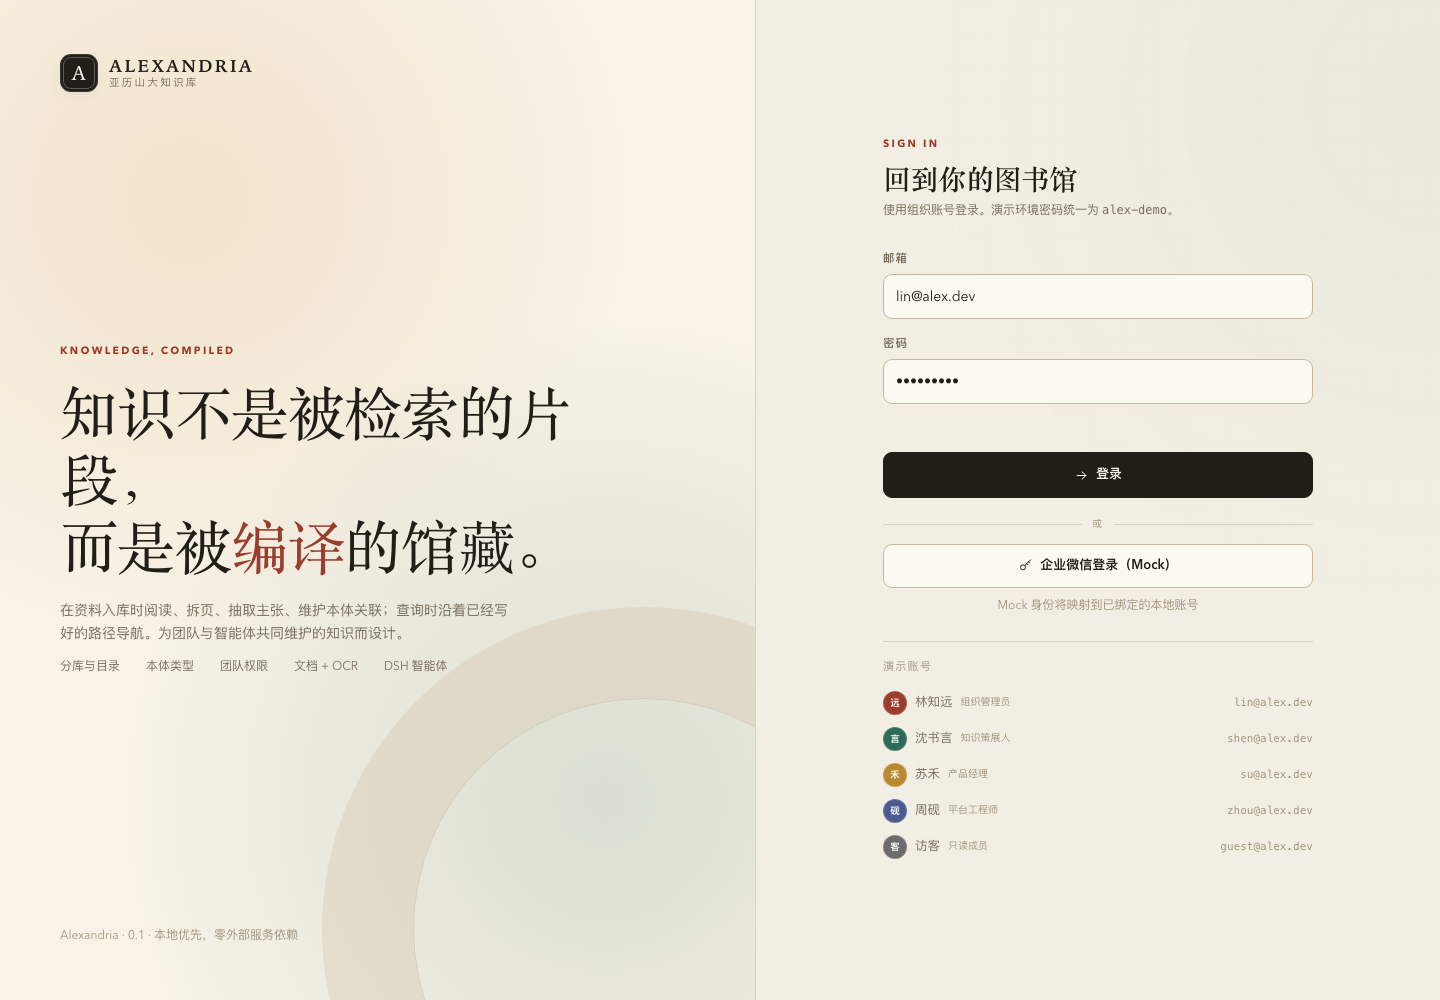 A
ALEXANDRIA
亚历山大知识库
KNOWLEDGE, COMPILED
知识不是被检索的片
段，
而是被编译的馆藏。
在资料入库时阅读、拆页、抽取主张、维护本体关联；查询时沿着已经写
好的路径导航。为团队与智能体共同维护的知识而设计。
分库与目录 本体类型 团队权限 文档 + OCR DSH 智能体
Alexandria · 0.1 · 本地优先，零外部服务依赖
SIGN IN
回到你的图书馆
使用组织账号登录。演示环境密码统一为 alex-demo。
邮箱
lin@alex.dev
密码
•••••••••
→ 登录
或
企业微信登录（Mock）
Mock 身份将映射到已绑定的本地账号
演示账号
远 林知远 组织管理员 lin@alex.dev
言 沈书言 知识策展人 shen@alex.dev
禾 苏禾 产品经理 su@alex.dev
砚 周砚 平台工程师 zhou@alex.dev
客 访客 只读成员 guest@alex.dev